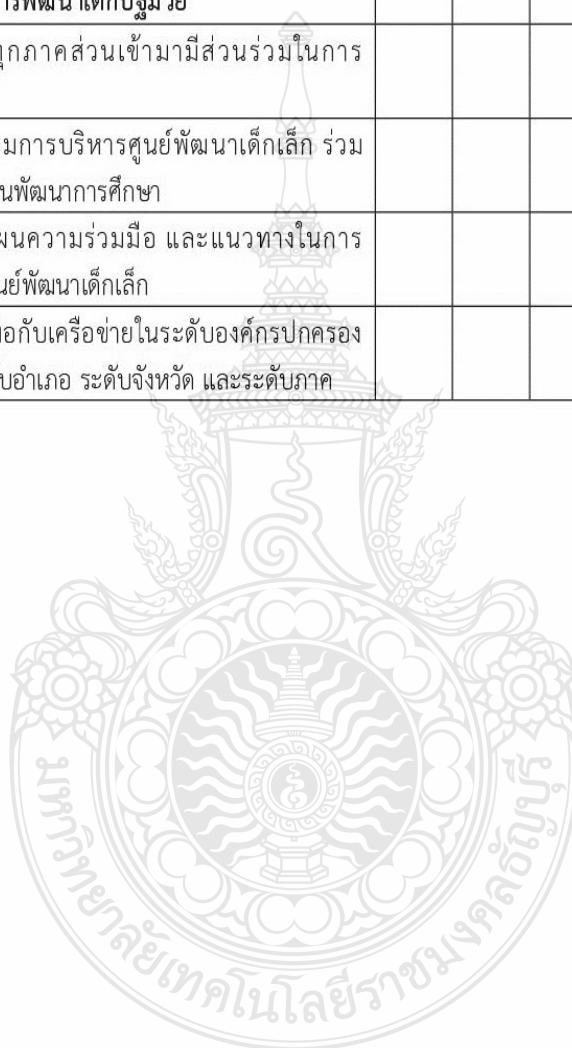 การพัฒนาเด็กปฐมวัย
ทุกภาคส่วนเข้ามามีส่วนร่วมในการ
มการบริหารศูนย์พัฒนาเด็กเล็ก ร่วม
นพัฒนาการศึกษา
ผนความร่วมมือ และแนวทางในการ
นย์พัฒนาเด็กเล็ก
มือกับเครือข่ายในระดับองค์กรปกครอง
บอำเภอ ระดับจังหวัด และระดับภาค
มหาวิทยาลัยเทคโนโลยีราชมงคลธัญบุรี